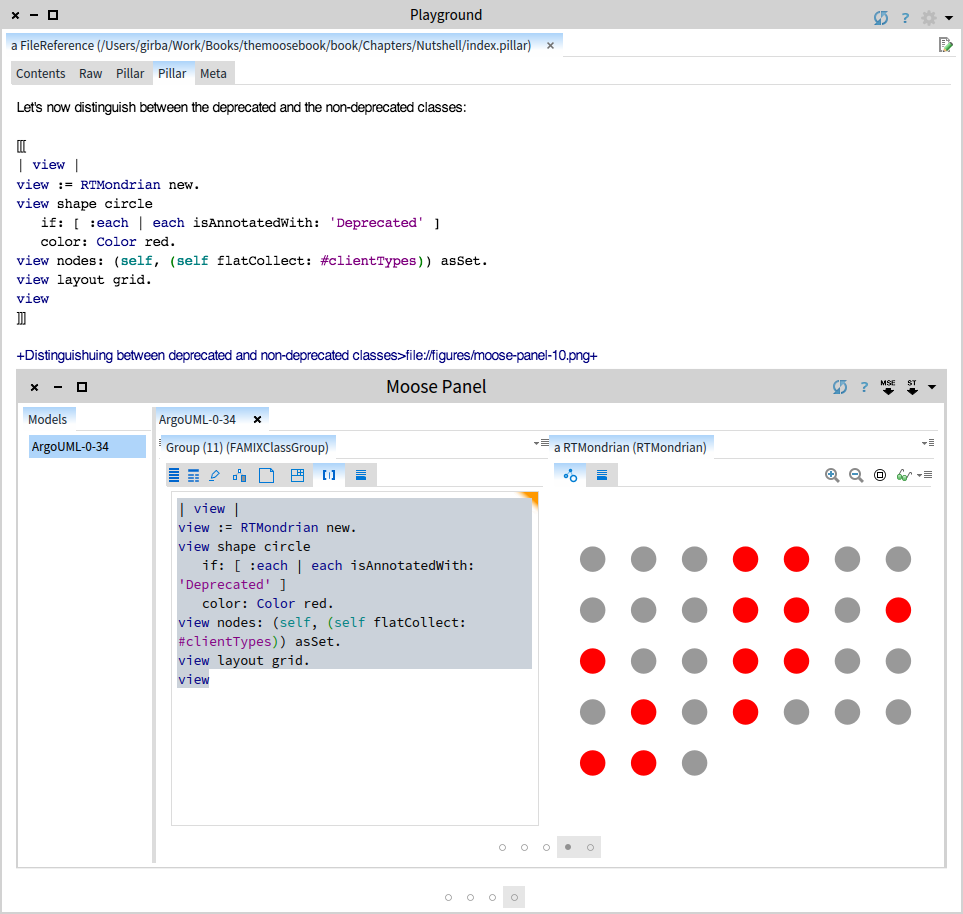 Playground
?
a FileReference (/Users/girba/Work/Books/themoosebook/book/Chapters/Nutshell/index.pillar)
Contents Raw Pillar Pillar Meta
Let's now distinguish between the deprecated and the non-deprecated classes:
[[[
| view |
view := RTMondrian new.
view shape circle
if: [ :each | each isAnnotatedWith: 'Deprecated' ]
color: Color red.
view nodes: (self, (self flatCollect: #clientTypes)) asSet.
view layout grid.
view
]]]
+Distinguishuing between deprecated and non-deprecated classes>file://figures/moose-panel-10.png+
Moose Panel
? MSE ST
Models
ArgoUML-0-34
ArgoUML-0-34
Group (11) (FAMIXClassGroup)
| view |
view := RTMondrian new.
view shape circle
if: [ :each | each isAnnotatedWith:
'Deprecated' ]
color: Color red.
view nodes: (self, (self flatCollect:
#clientTypes)) asSet.
view layout grid.
view
a RTMondrian (RTMondrian)